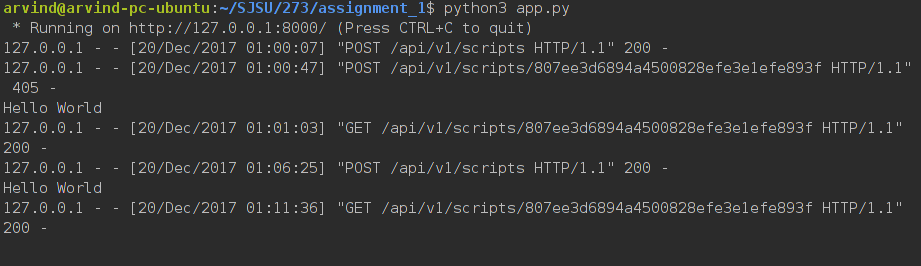 arvind@arvind-pc-ubuntu:~/SJSU/273/assignment_1$ python3 app.py
 * Running on http://127.0.0.1:8000/ (Press CTRL+C to quit)
127.0.0.1 - - [20/Dec/2017 01:00:07] "POST /api/v1/scripts HTTP/1.1" 200 -
127.0.0.1 - - [20/Dec/2017 01:00:47] "POST /api/v1/scripts/807ee3d6894a4500828efe3e1efe893f HTTP/1.1"
 405 -
Hello World
127.0.0.1 - - [20/Dec/2017 01:01:03] "GET /api/v1/scripts/807ee3d6894a4500828efe3e1efe893f HTTP/1.1"
200 -
127.0.0.1 - - [20/Dec/2017 01:06:25] "POST /api/v1/scripts HTTP/1.1" 200 -
Hello World
127.0.0.1 - - [20/Dec/2017 01:11:36] "GET /api/v1/scripts/807ee3d6894a4500828efe3e1efe893f HTTP/1.1"
200 -